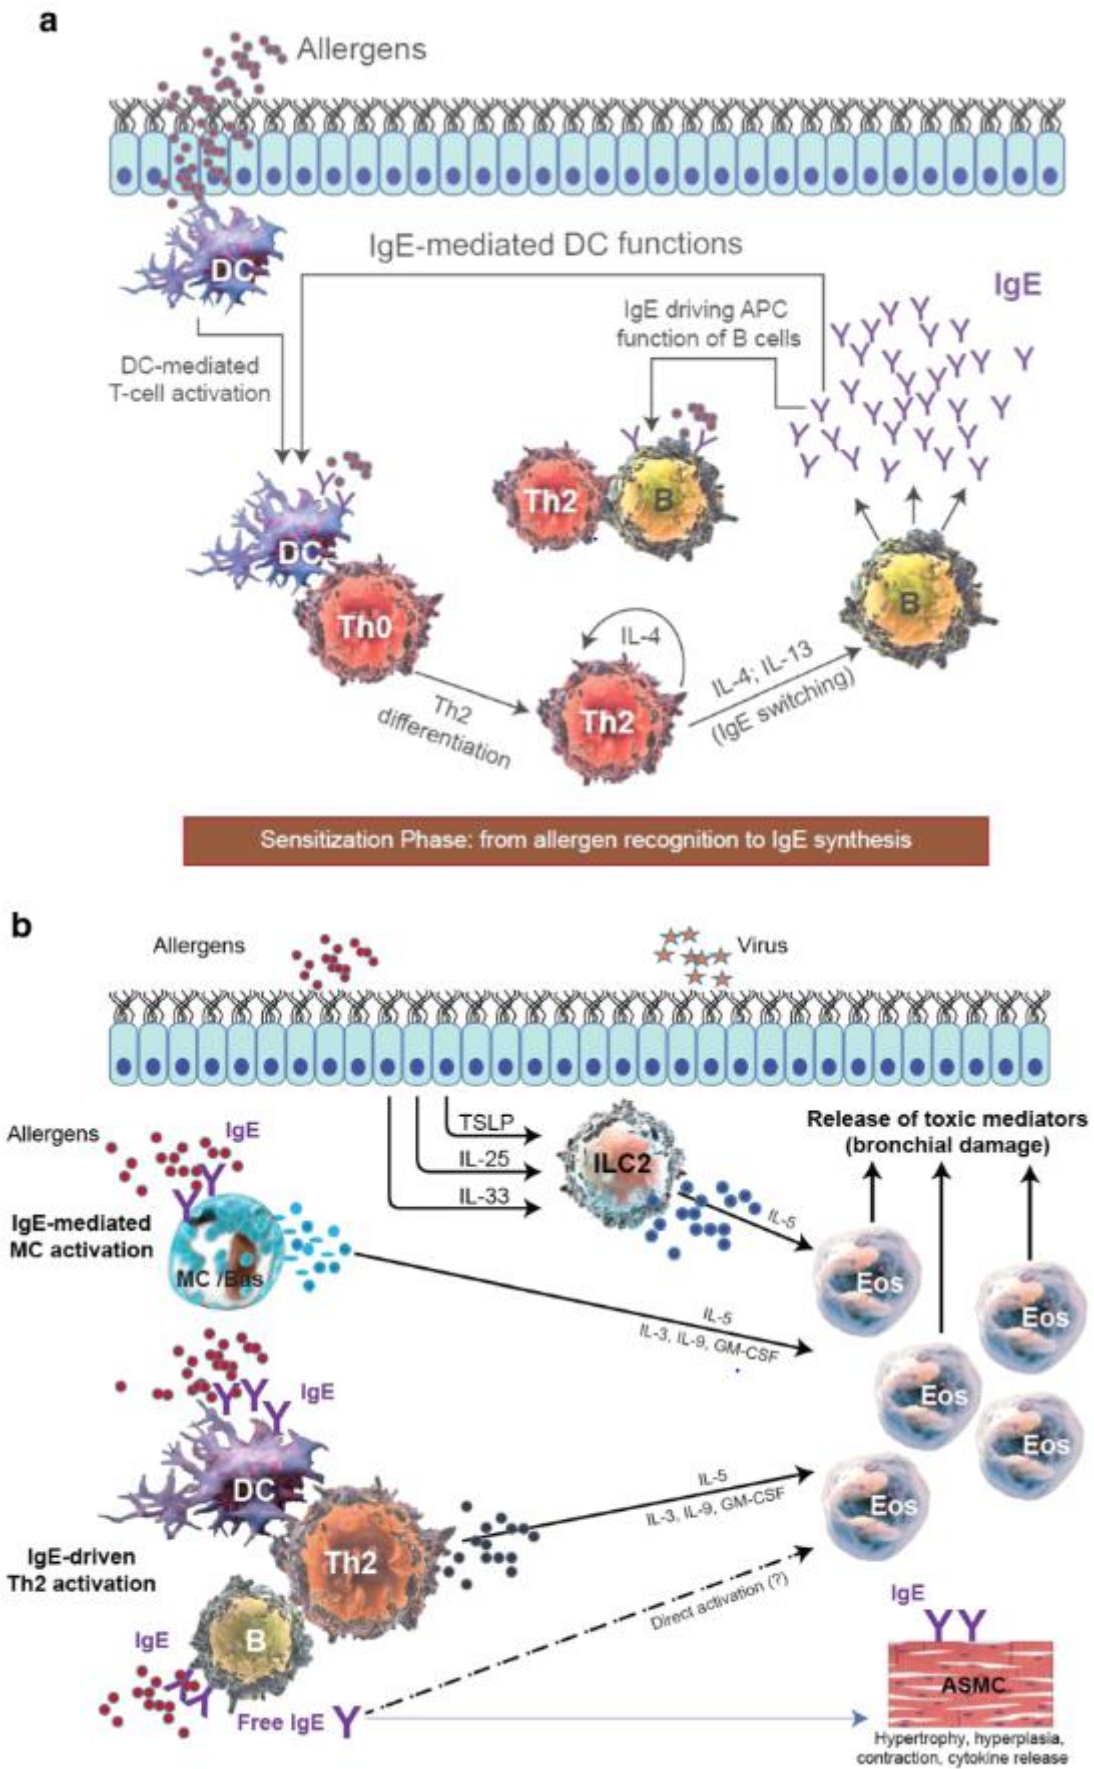 a
Allergens
DC
IgE-mediated DC functions
IgE
IgE driving APC
function of B cells
DC-mediated
T-cell activation
Th2
B
DC
Th0
B
IL-4
Th2
differentiation
Th2
IL-4; IL-13
(IgE switching)
Sensitization Phase: from allergen recognition to IgE synthesis
b
Allergens
Virus
TSLP
IL-25
IL-33
ILC2
Release of toxic mediators
(bronchial damage)
Allergens
IgE
IgE-mediated
MC activation
MC /Bas
IL-5
Eos
Eos
IL-5
IL-3, IL-9, GM-CSF
Eos
Eos
IgE
DC
IL-5
IL-3, IL-9, GM-CSF
Eos
IgE-driven
Th2 activation
Th2
Direct activation (?)
IgE
B
IgE
ASMC
Free IgE
Hypertrophy, hyperplasia,
contraction, cytokine release